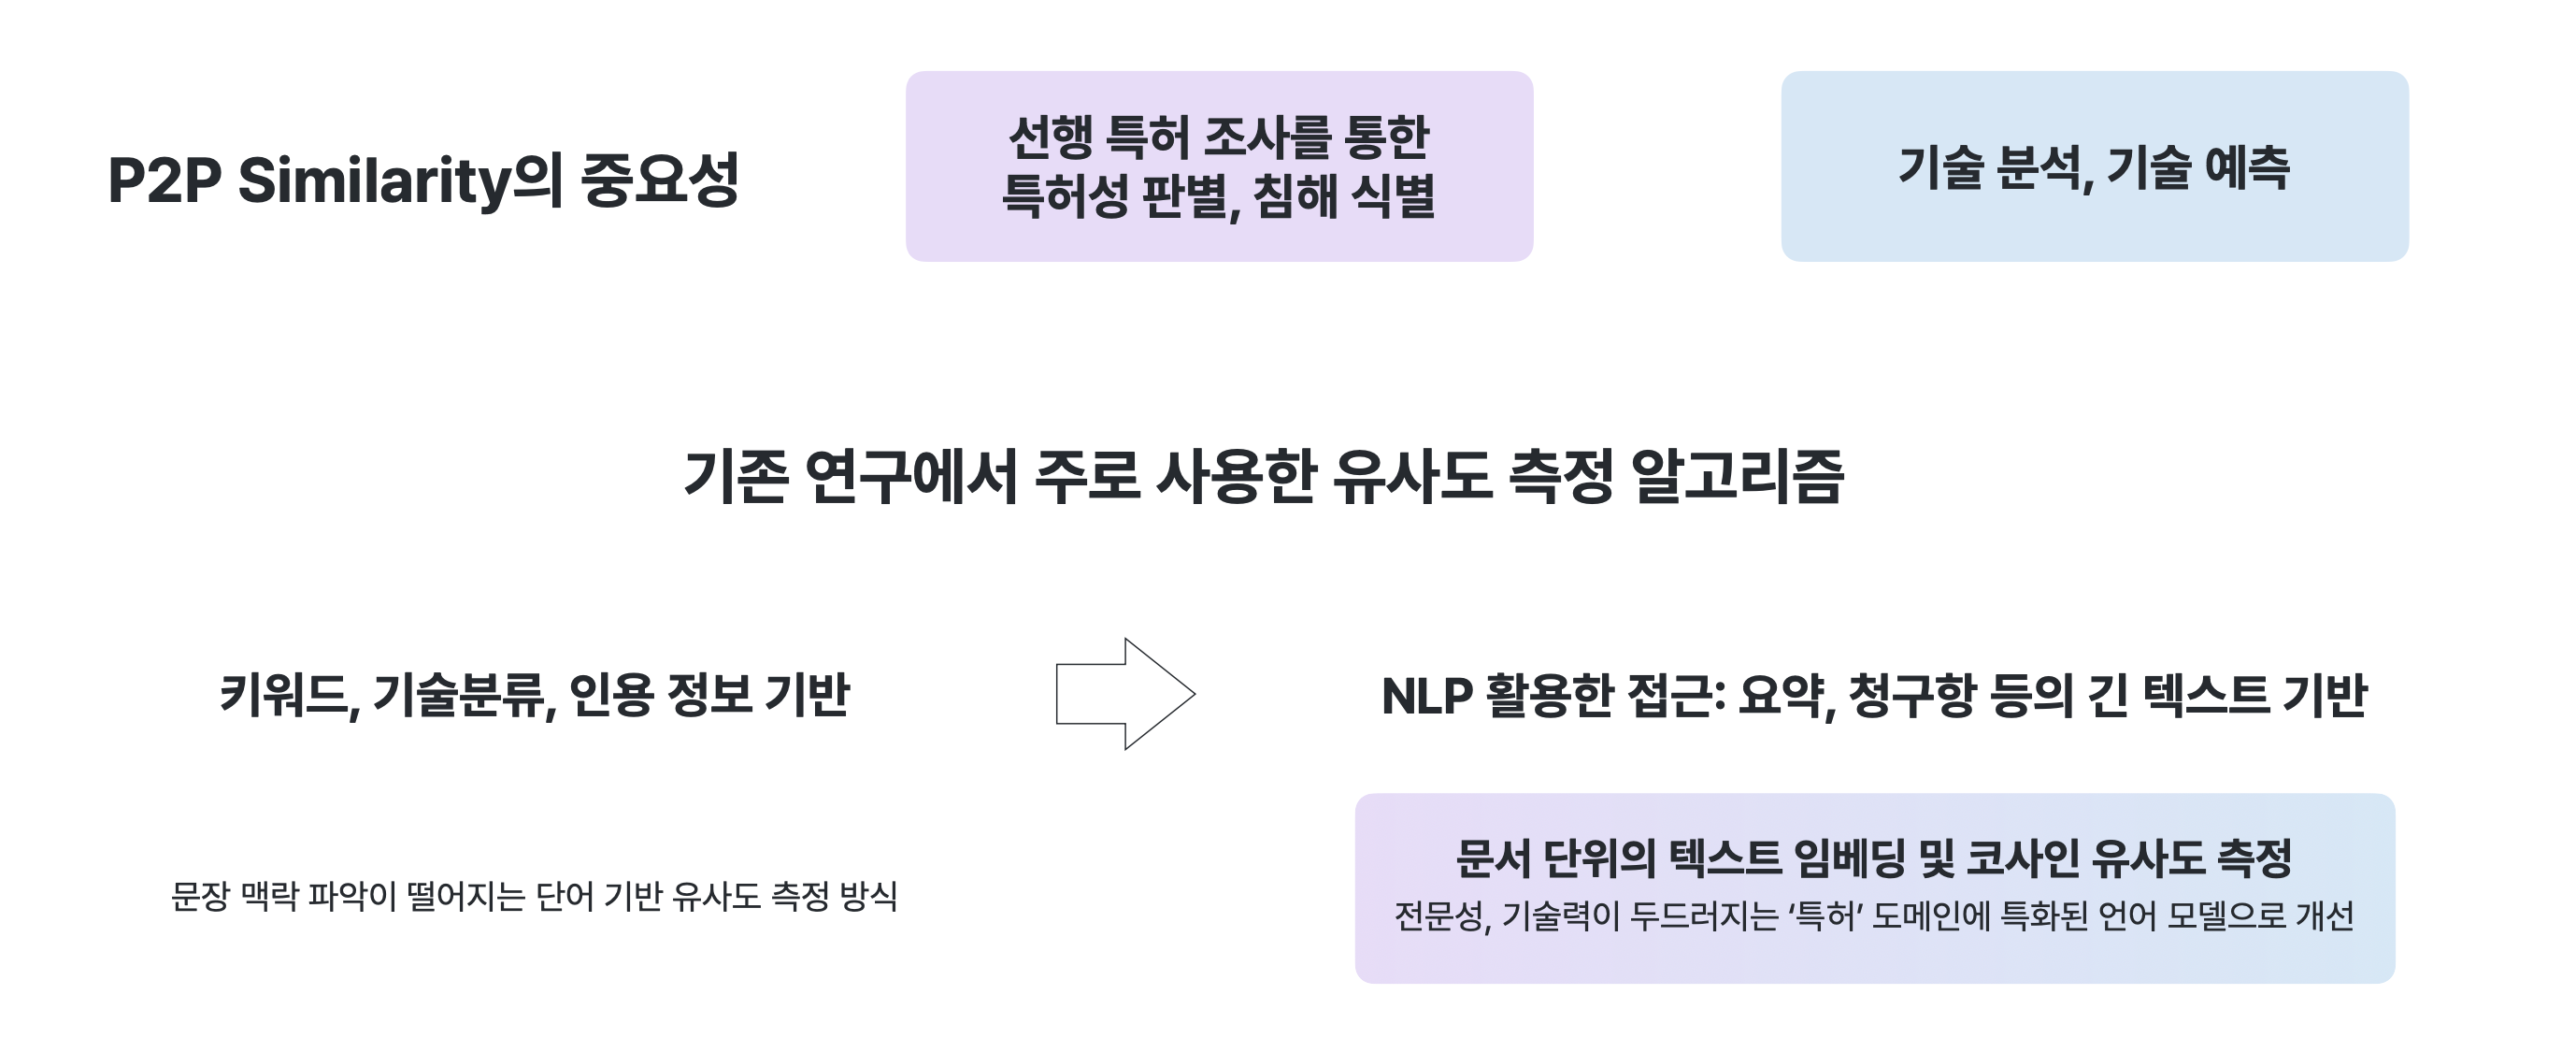 P2P Similarity의 중요성
선행 특허 조사를 통한
특허성 판별, 침해 식별
기술 분석, 기술 예측
기존 연구에서 주로 사용한 유사도 측정 알고리즘
키워드, 기술분류, 인용 정보 기반
문장 맥락 파악이 떨어지는 단어 기반 유사도 측정 방식
NLP 활용한 접근: 요약, 청구항 등의 긴 텍스트 기반
문서 단위의 텍스트 임베딩 및 코사인 유사도 측정
전문성, 기술력이 두드러지는 ‘특허’ 도메인에 특화된 언어 모델으로 개선